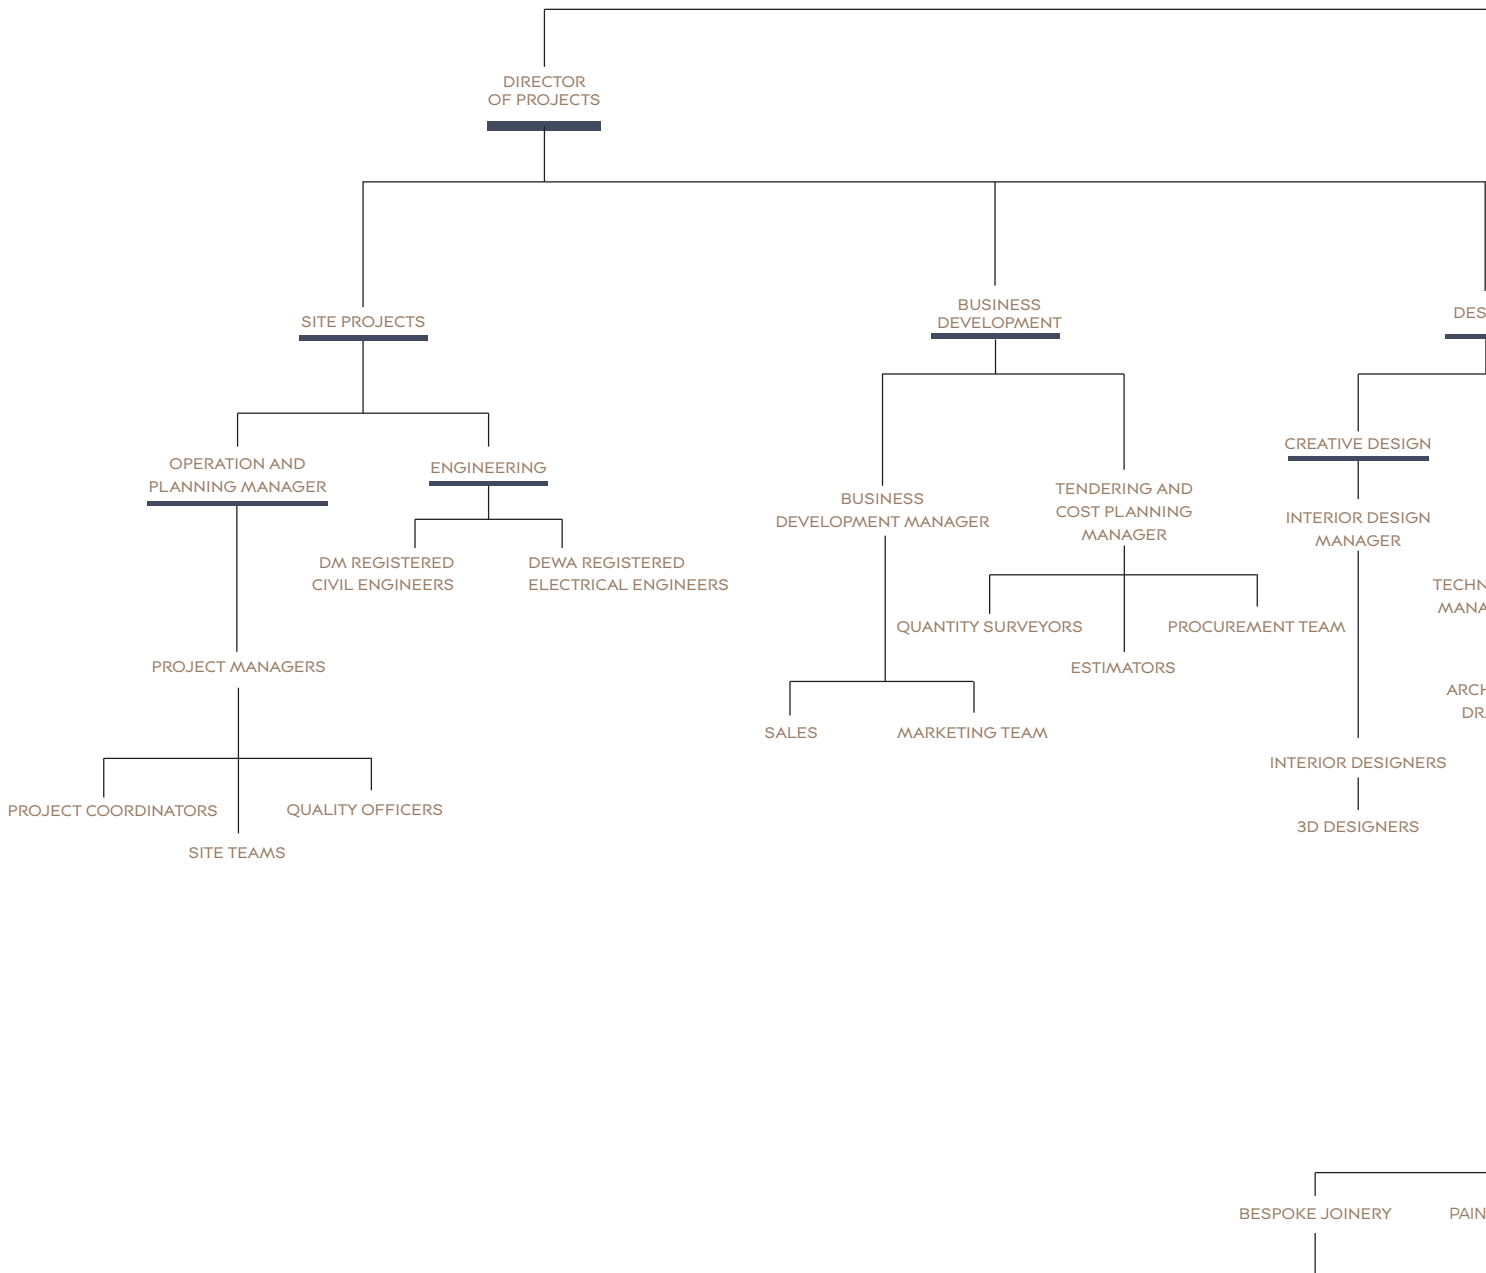 DIRECTOR
OF PROJECTS
SITE PROJECTS
BUSINESS
DEVELOPMENT
OPERATION AND
PLANNING MANAGER
ENGINEERING
DM REGISTERED
CIVIL ENGINEERS
DEWA REGISTERED
ELECTRICAL ENGINEERS
PROJECT MANAGERS
PROJECT COORDINATORS
QUALITY OFFICERS
SITE TEAMS
BUSINESS
DEVELOPMENT MANAGER
TENDERING AND
COST PLANNING
MANAGER
QUANTITY SURVEYORS
PROCUREMENT TEAM
ESTIMATORS
SALES
MARKETING TEAM
CREATIVE DESIGN
INTERIOR DESIGN
MANAGER
INTERIOR DESIGNERS
3D DESIGNERS
BESPOKE JOINERY